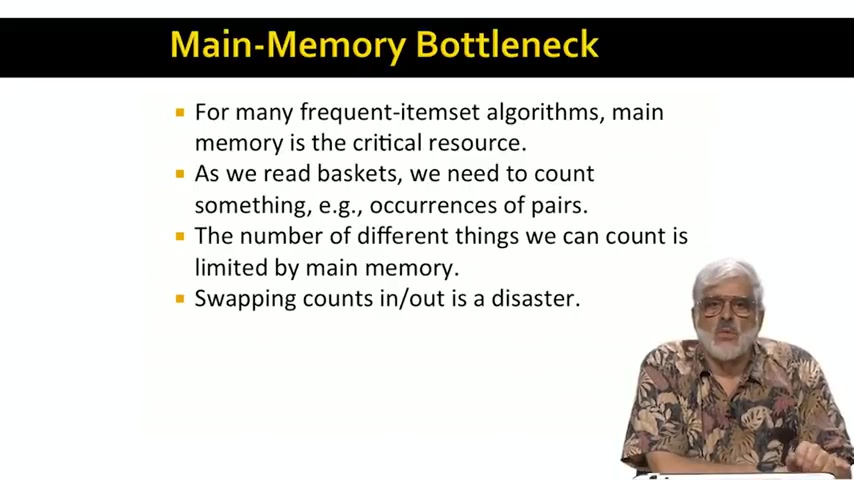 Main-Memory Bottleneck
For many frequent-itemset algorithms, main
memory is the critical resource.
As we read baskets, we need to count
something, e.g., occurrences of pairs.
The number of different things we can count is
limited by main memory.
Swapping counts in/out is a disaster.